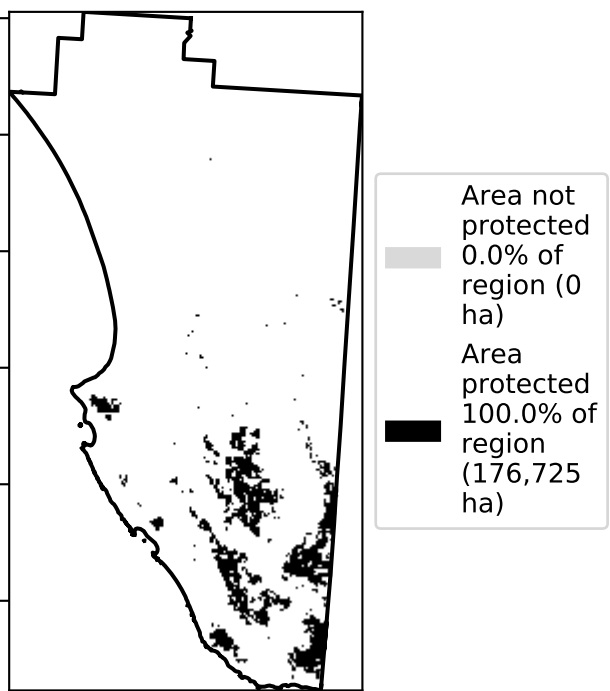 Area not
protected
0.0% of
region (0
ha)
Area
protected
100.0% of
region
(176,725
ha)